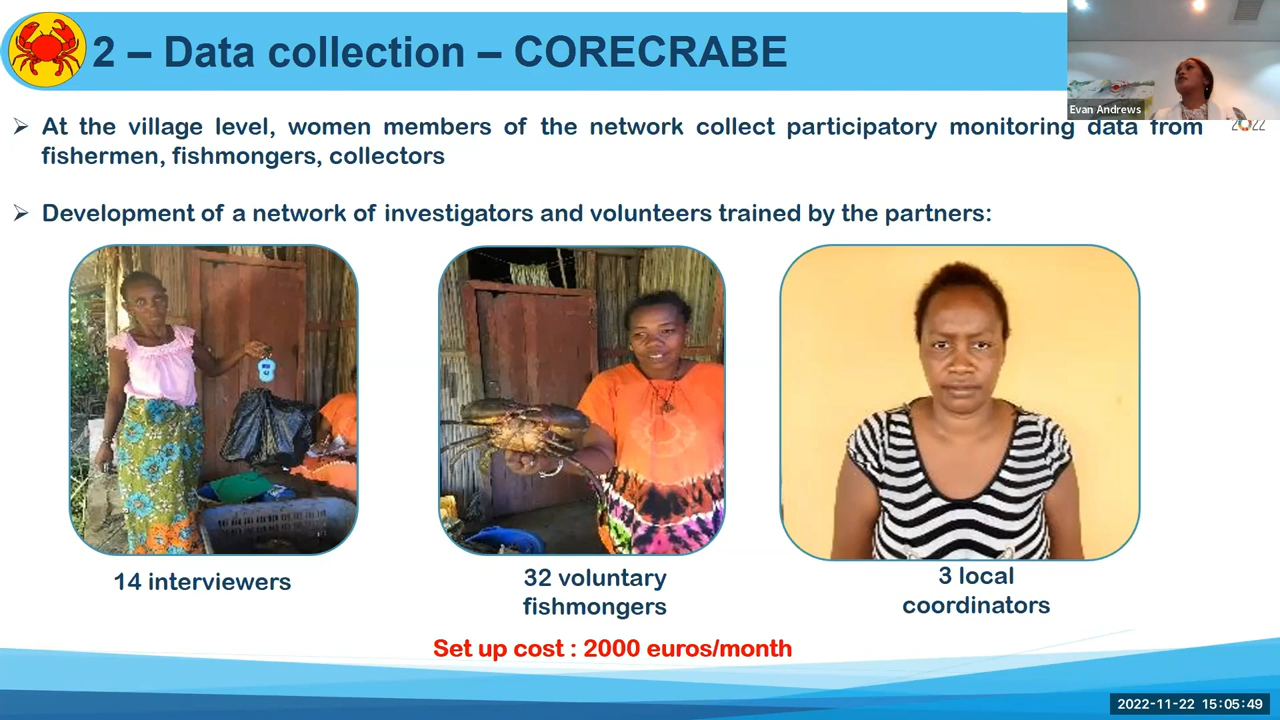 2 – Data collection – CORECRABE
Evan Andrews
➢ At the village level, women members of the network collect participatory monitoring data from
fishermen, fishmongers, collectors
2022
➢ Development of a network of investigators and volunteers trained by the partners:
14 interviewers
32 voluntary
fishmongers
3 local
coordinators
Set up cost : 2000 euros/month
2022-11-22 15:05:49